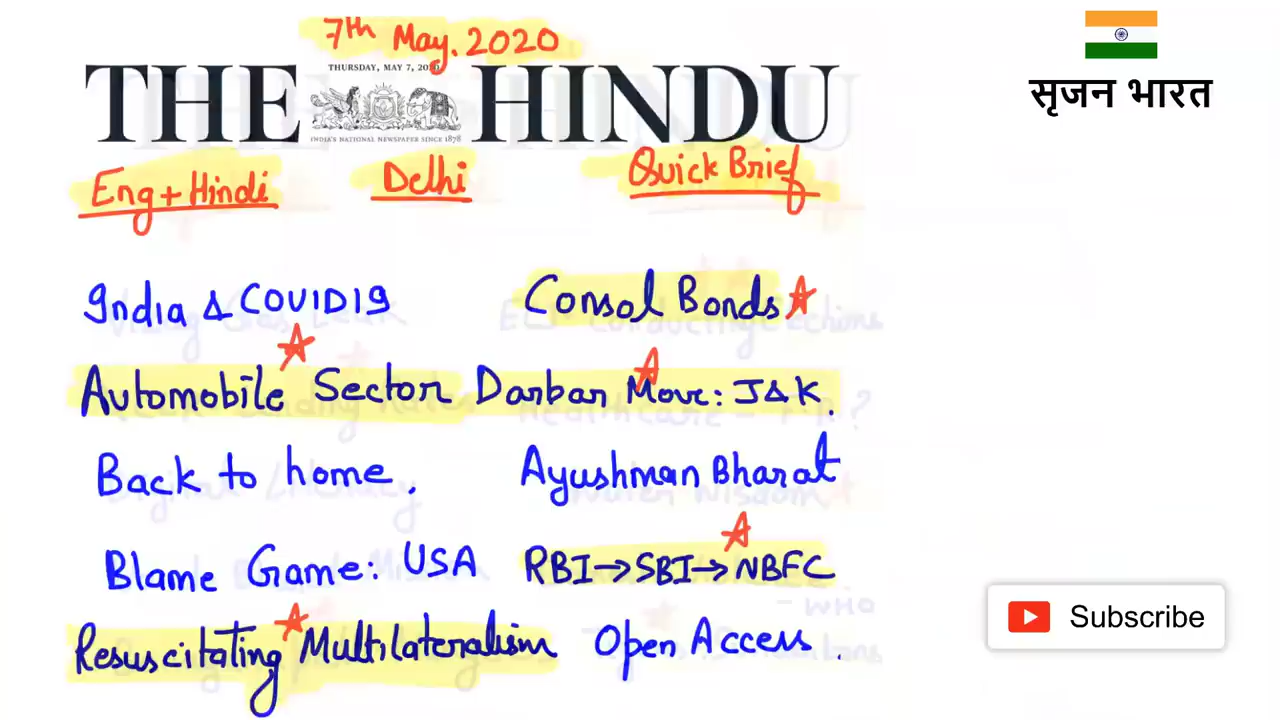 7th May. 2020
THURSDAY, MAY 7, 2020
THE HINDU
INDIA'S NATIONAL NEWSPAPER SINCE 1878
सृजन भारत
Eng + Hindi Delhi Quick Brief
India & COVID19 Consol Bonds
Automobile Sector Darbar Move: J&K.
Back to home. Ayushman Bharat
Blame Game: USA RBI→SBI→NBFC
Resuscitating Multilateralism Open Access.
Subscribe